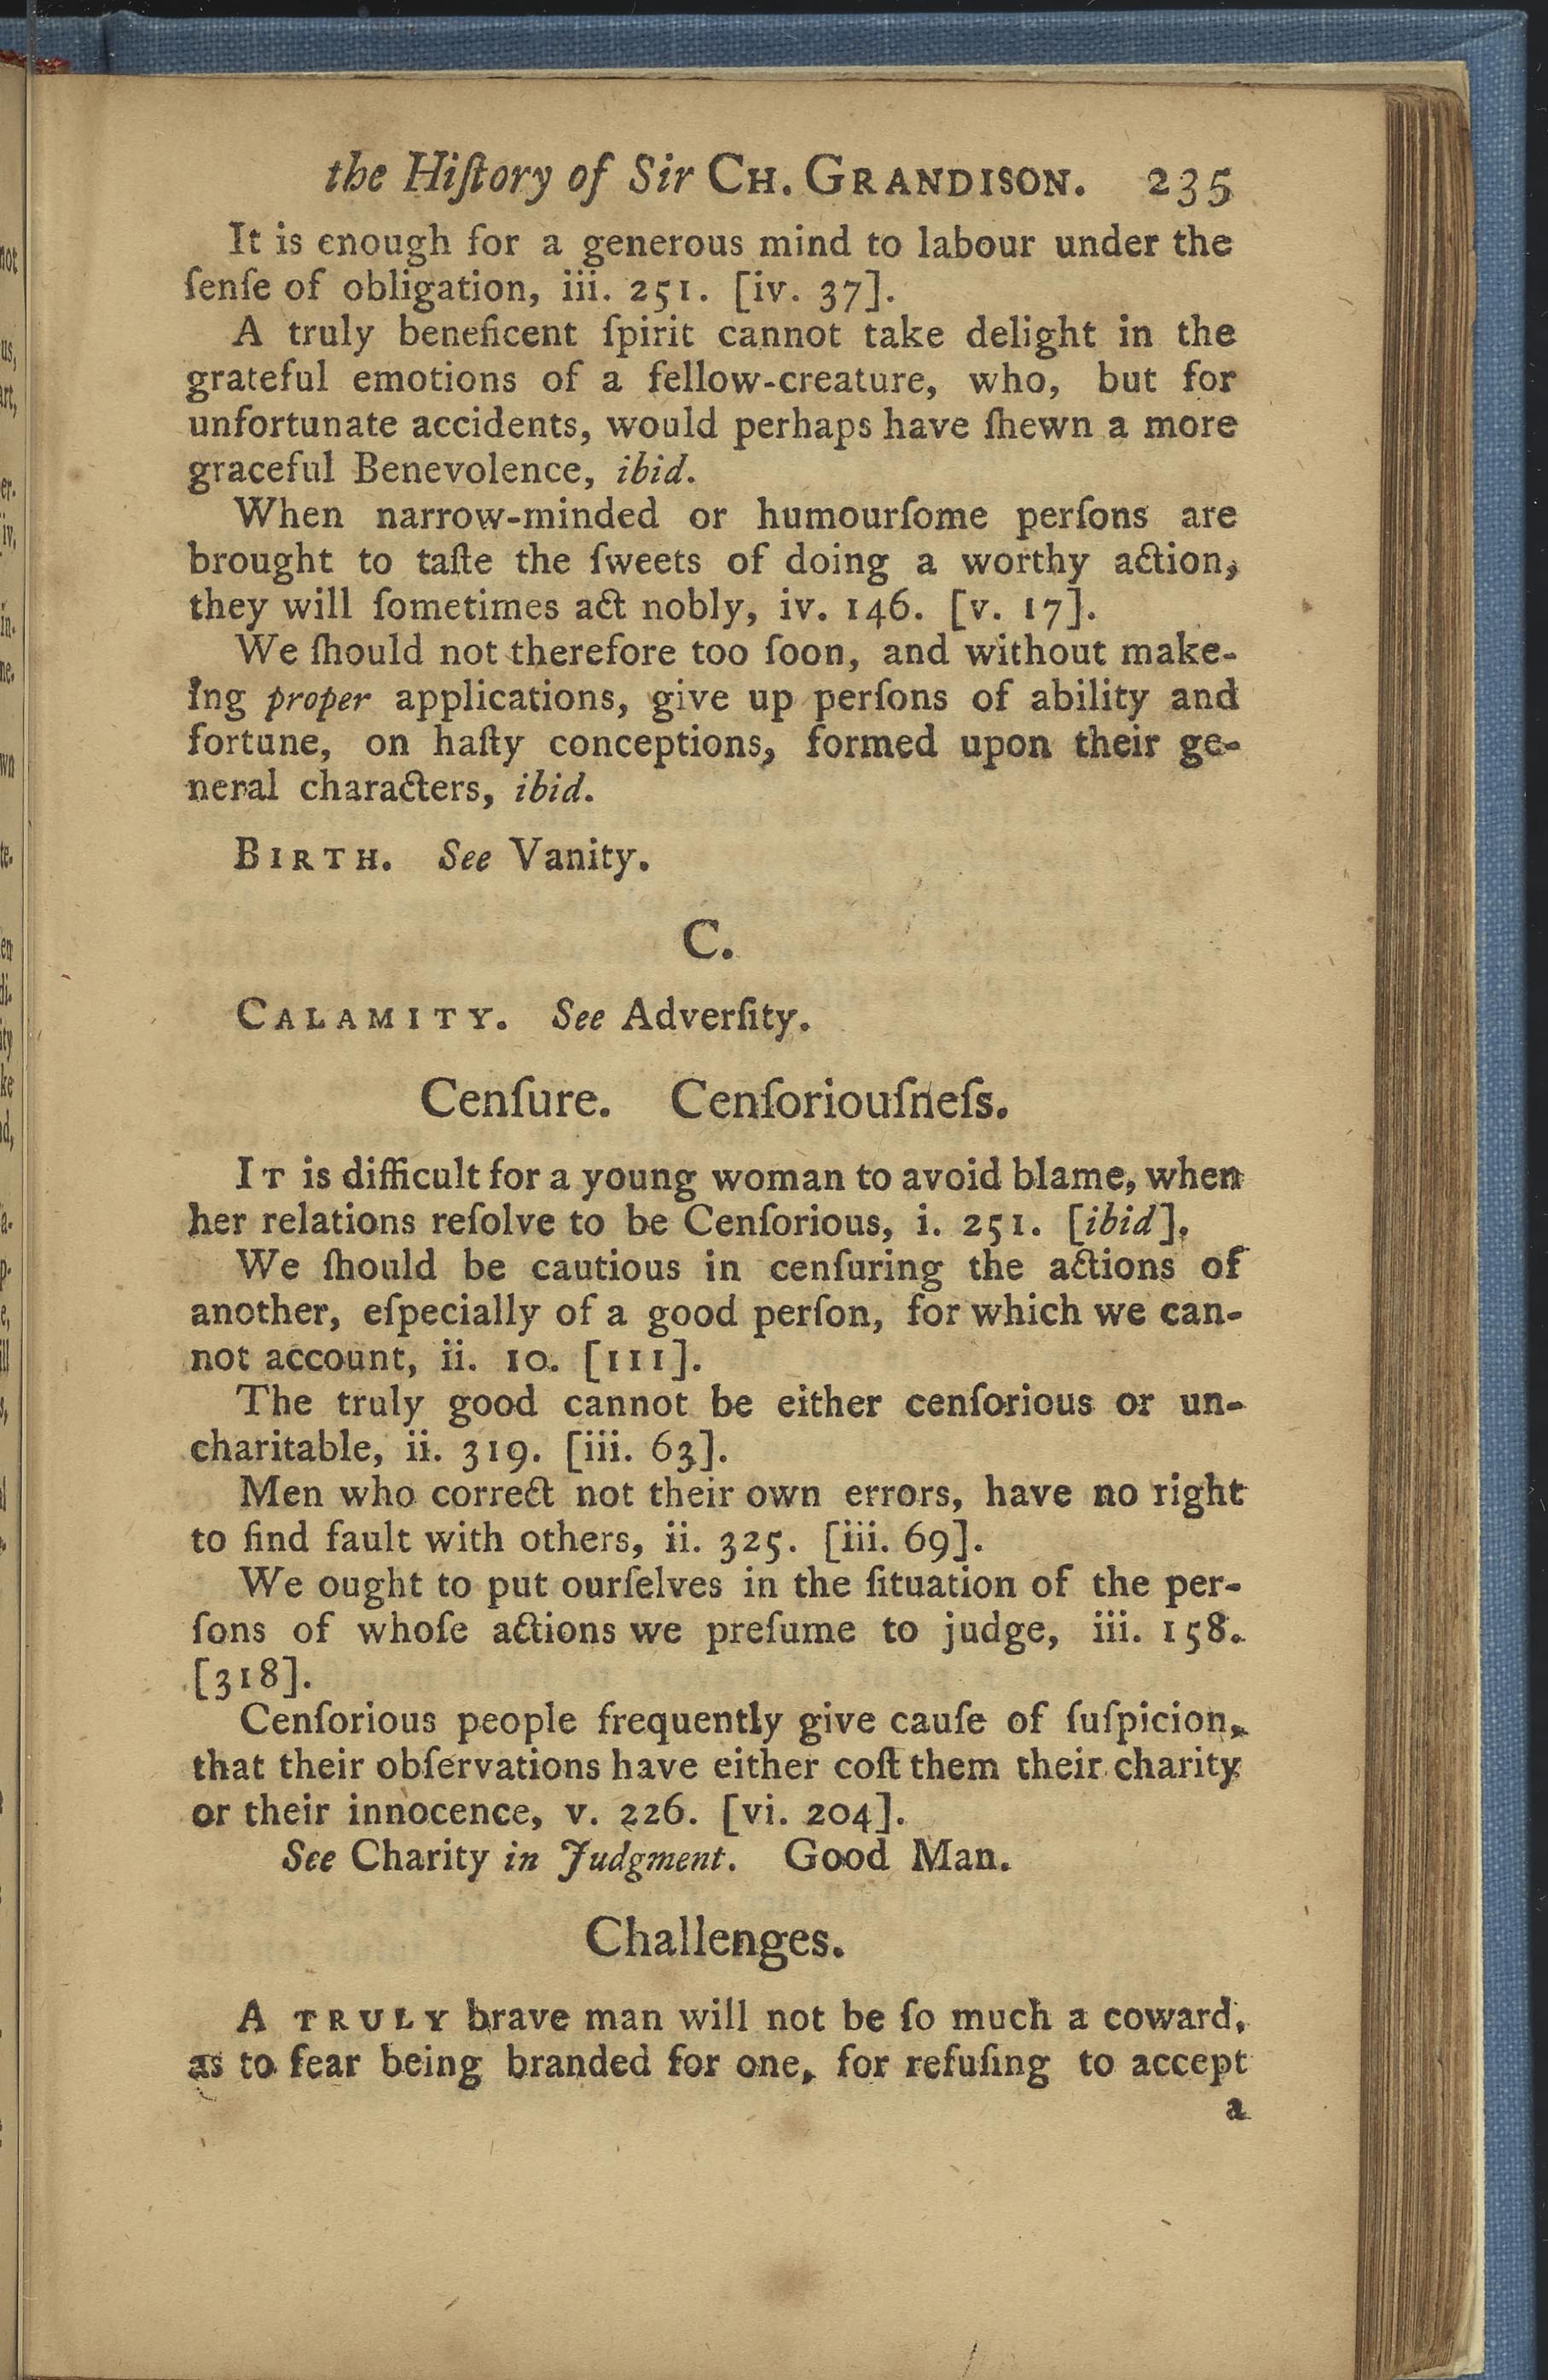 the Hiſtory of Sir CH. GRANDISON. 235
It is enough for a generous mind to labour under the
ſenſe of obligation, iii. 251. [iv. 37].
A truly beneficent ſpirit cannot take delight in the
grateful emotions of a fellow-creature, who, but for
unfortunate accidents, would perhaps have ſhewn a more
graceful Benevolence, ibid.
When narrow-minded or humourſome perſons are
brought to taſte the ſweets of doing a worthy action,
they will ſometimes act nobly, iv. 146. [v. 17].
We ſhould not therefore too ſoon, and without make-
ing proper applications, give up perſons of ability and
fortune, on haſty conceptions, formed upon their ge-
neral characters, ibid.
BIRTH. See Vanity.
C.
CALAMITY. See Adverſity.
Cenſure. Cenſoriouſneſs.
IT is difficult for a young woman to avoid blame, when
her relations reſolve to be Cenſorious, i. 251. [ibid].
We ſhould be cautious in cenſuring the actions of
another, eſpecially of a good perſon, for which we can-
not account, ii. 10. [111].
The truly good cannot be either cenſorious or un-
charitable, ii. 319. [iii. 63].
Men who correct not their own errors, have no right
to find fault with others, ii. 325. [iii. 69].
We ought to put ourſelves in the ſituation of the per-
ſons of whoſe actions we preſume to judge, iii. 158.
[318].
Cenſorious people frequently give cauſe of ſuſpicion,
that their obſervations have either coſt them their charity
or their innocence, v. 226. [vi. 204].
See Charity in Judgment. Good Man.
Challenges.
A TRULY brave man will not be ſo much a coward,
as to fear being branded for one, for refuſing to accept
a